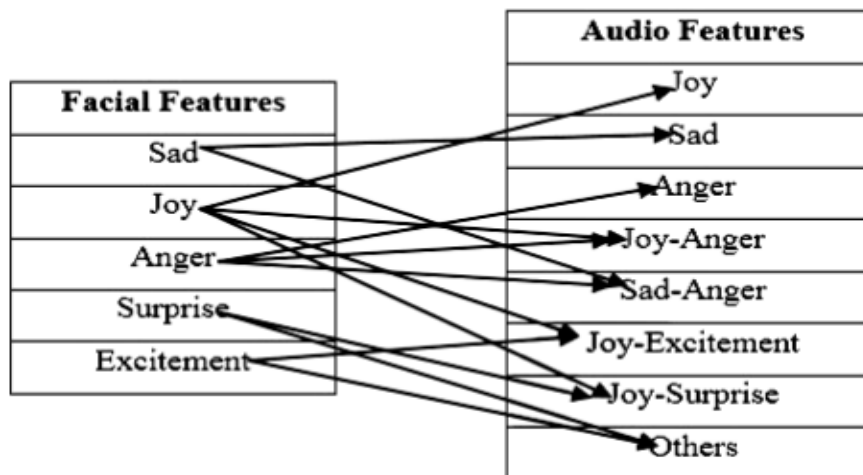 Facial Features
Sad
Joy
Anger
Surprise
Excitement
Audio Features
Joy
Sad
Anger
Joy-Anger
Sad-Anger
Joy-Excitement
Joy-Surprise
Others